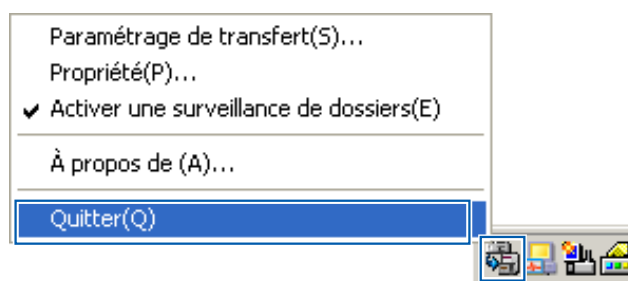 Paramétrage de transfert(S)...
Propriété(P)...
Activer une surveillance de dossiers(E)
À propos de (A)...
Quitter(Q)